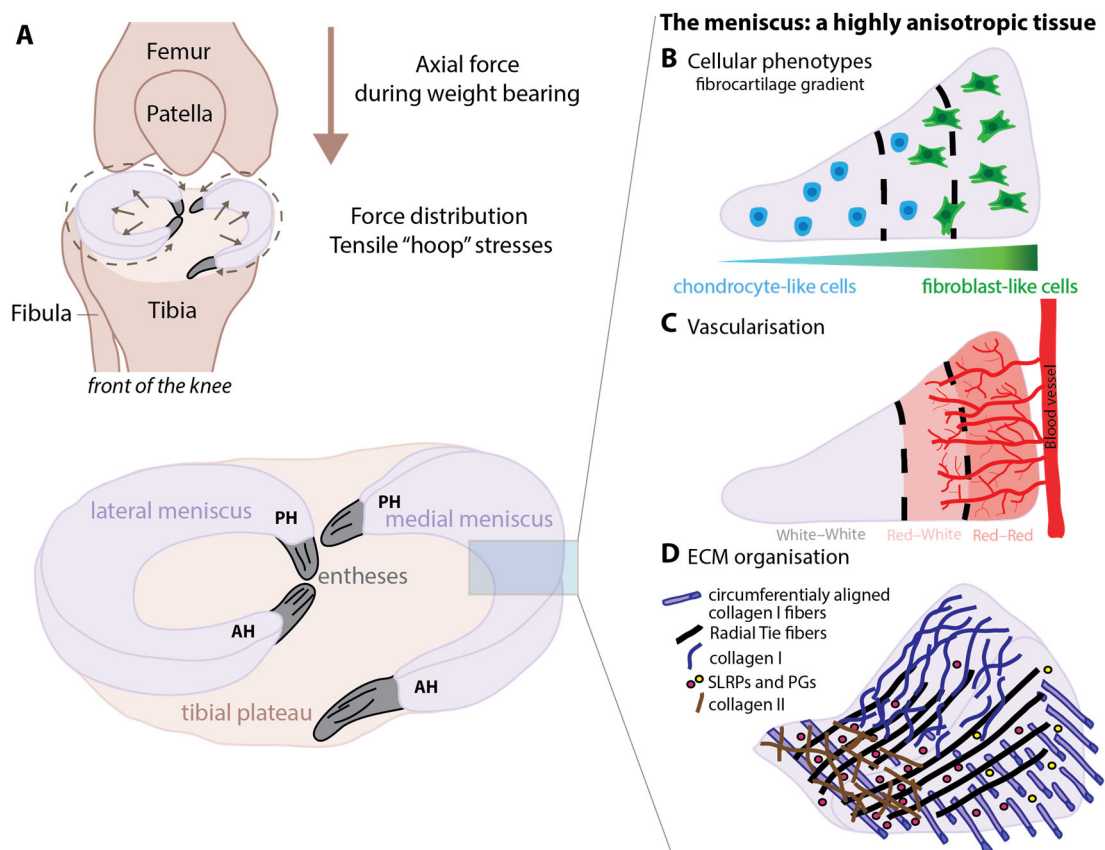 A
Femur
Patella
Axial force
during weight bearing
Force distribution
Tensile “hoop” stresses
Fibula
Tibia
front of the knee
lateral meniscus
PH
PH
medial meniscus
entheses
AH
AH
tibial plateau
The meniscus: a highly anisotropic tissue
B Cellular phenotypes
fibrocartilage gradient
chondrocyte-like cells
fibroblast-like cells
C Vascularisation
Blood vessel
White–White
Red–White
Red–Red
D ECM organisation
circumferentialy aligned
collagen I fibers
Radial Tie fibers
collagen I
SLRPs and PGs
collagen II